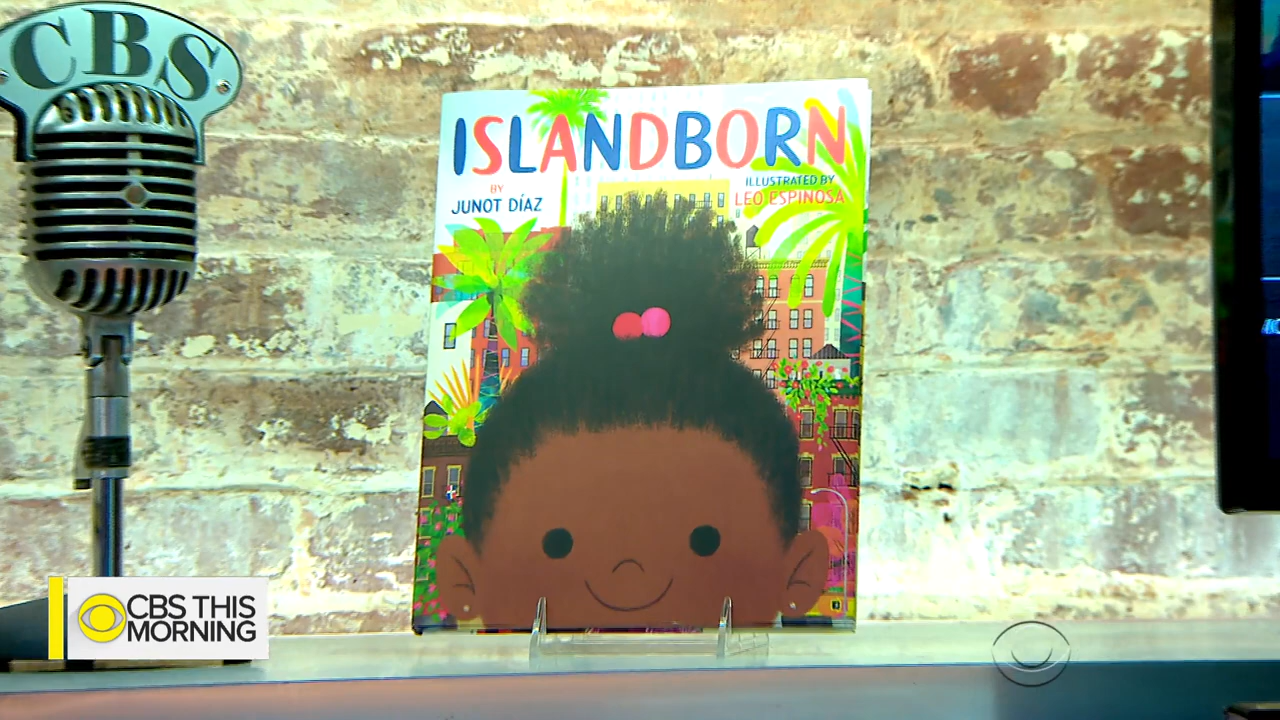 CBS
ISLANDBORN
BY
JUNOT DÍAZ
ILLUSTRATED BY
LEO ESPINOSA
CBS THIS
MORNING